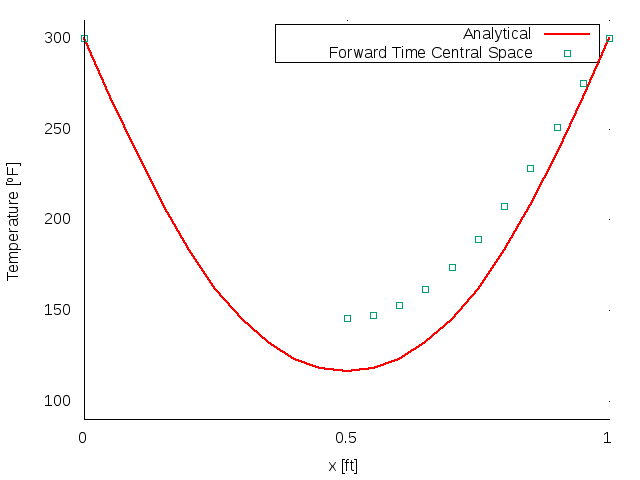 Analytical
Forward Time Central Space
300
250
200
150
100
Temperature [ºF]
0
0.5
1
x [ft]